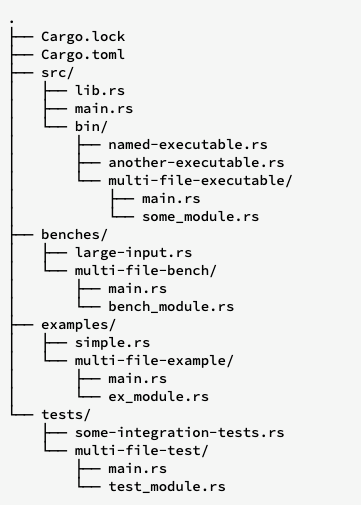 .
├── Cargo.lock
├── Cargo.toml
├── src/
│   ├── lib.rs
│   ├── main.rs
│   └── bin/
│       ├── named-executable.rs
│       ├── another-executable.rs
│       └── multi-file-executable/
│           ├── main.rs
│           └── some_module.rs
├── benches/
│   ├── large-input.rs
│   └── multi-file-bench/
│       ├── main.rs
│       └── bench_module.rs
├── examples/
│   ├── simple.rs
│   └── multi-file-example/
│       ├── main.rs
│       └── ex_module.rs
└── tests/
    ├── some-integration-tests.rs
    └── multi-file-test/
        ├── main.rs
        └── test_module.rs